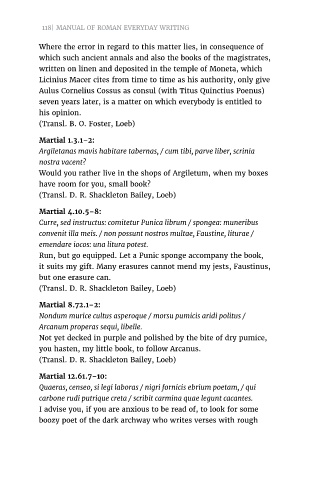 118| MANUAL OF ROMAN EVERYDAY WRITING
Where the error in regard to this matter lies, in consequence of
which such ancient annals and also the books of the magistrates,
written on linen and deposited in the temple of Moneta, which
Licinius Macer cites from time to time as his authority, only give
Aulus Cornelius Cossus as consul (with Titus Quinctius Poenus)
seven years later, is a matter on which everybody is entitled to
his opinion.
(Transl. B. O. Foster, Loeb)
Martial 1.3.1–2:
Argiletanas mavis habitare tabernas, / cum tibi, parve liber, scrinia
nostra vacent?
Would you rather live in the shops of Argiletum, when my boxes
have room for you, small book?
(Transl. D. R. Shackleton Bailey, Loeb)
Martial 4.10.5–8:
Curre, sed instructus: comitetur Punica librum / spongea: muneribus
convenit illa meis. / non possunt nostros multae, Faustine, liturae /
emendare iocos: una litura potest.
Run, but go equipped. Let a Punic sponge accompany the book,
it suits my gift. Many erasures cannot mend my jests, Faustinus,
but one erasure can.
(Transl. D. R. Shackleton Bailey, Loeb)
Martial 8.72.1–2:
Nondum murice cultus asperoque / morsu pumicis aridi politus /
Arcanum properas sequi, libelle.
Not yet decked in purple and polished by the bite of dry pumice,
you hasten, my little book, to follow Arcanus.
(Transl. D. R. Shackleton Bailey, Loeb)
Martial 12.61.7–10:
Quaeras, censeo, si legi laboras / nigri fornicis ebrium poetam, / qui
carbone rudi putrique creta / scribit carmina quae legunt cacantes.
I advise you, if you are anxious to be read of, to look for some
boozy poet of the dark archway who writes verses with rough